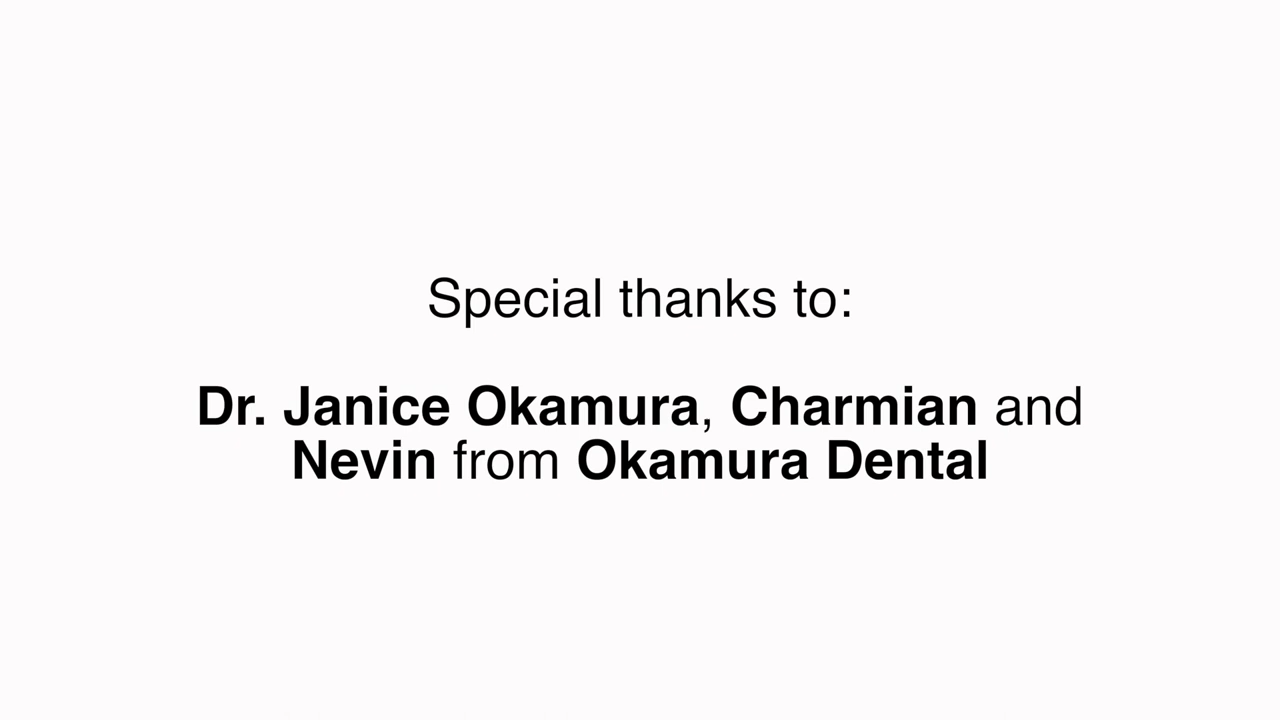 Special thanks to:
Dr. Janice Okamura, Charmian and
Nevin from Okamura Dental